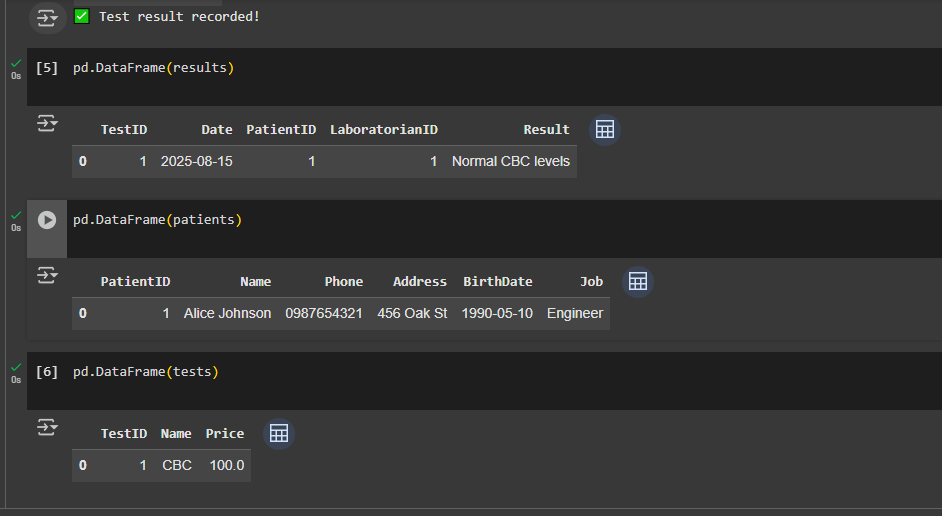 ✅ Test result recorded!
0s [5] pd.DataFrame(results)
TestID Date PatientID LaboratorianID Result
0 1 2025-08-15 1 1 Normal CBC levels
0s pd.DataFrame(patients)
PatientID Name Phone Address BirthDate Job
0 1 Alice Johnson 0987654321 456 Oak St 1990-05-10 Engineer
0s [6] pd.DataFrame(tests)
TestID Name Price
0 1 CBC 100.0